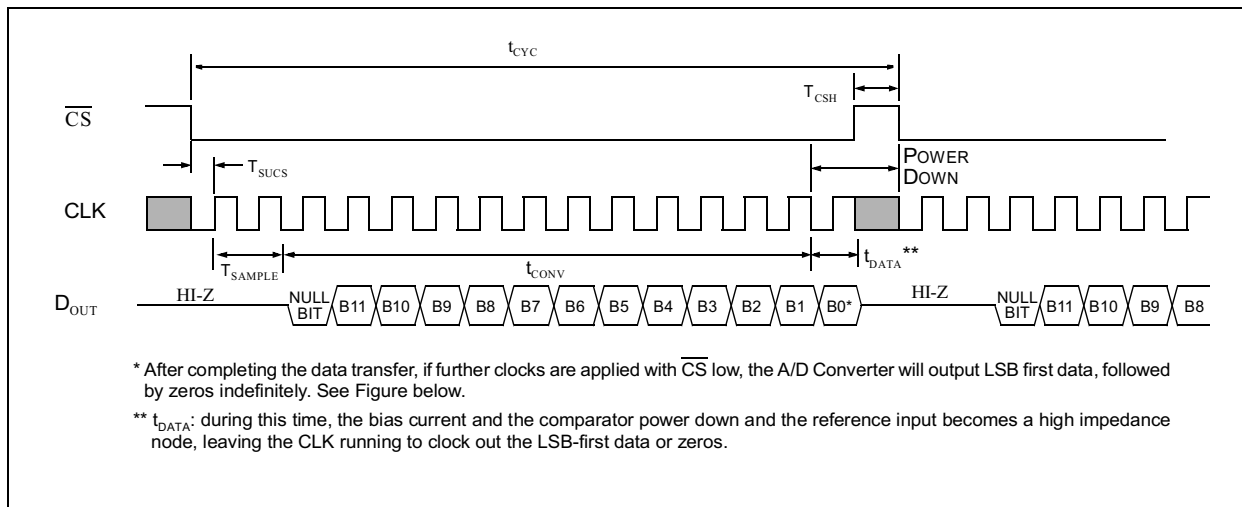 tCYC
TCSH
CS
TSUCS
POWER
DOWN
CLK
TSAMPLE
tCONV
tDATA**
DOUT
HI-Z
NULL BIT
B11
B10
B9
B8
B7
B6
B5
B4
B3
B2
B1
B0*
HI-Z
NULL BIT
B11
B10
B9
B8
* After completing the data transfer, if further clocks are applied with CS low, the A/D Converter will output LSB first data, followed
by zeros indefinitely. See Figure below.
** tDATA: during this time, the bias current and the comparator power down and the reference input becomes a high impedance
node, leaving the CLK running to clock out the LSB-first data or zeros.